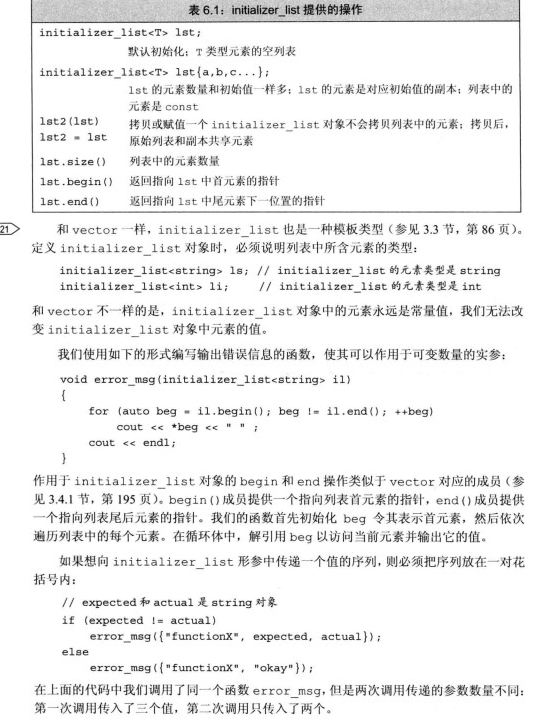 表 6.1：initializer_list 提供的操作
initializer_list<T> lst;
默认初始化；T 类型元素的空列表
initializer_list<T> lst{a,b,c...};
lst 的元素数量和初始值一样多；lst 的元素是对应初始值的副本；列表中的
元素是 const
lst2(lst) 拷贝或赋值一个 initializer_list 对象不会拷贝列表中的元素；拷贝后，
lst2 = lst 原始列表和副本共享元素
lst.size() 列表中的元素数量
lst.begin() 返回指向 lst 中首元素的指针
lst.end() 返回指向 lst 中尾元素下一位置的指针
21
和 vector 一样，initializer_list 也是一种模板类型（参见 3.3 节，第 86 页）。
定义 initializer_list 对象时，必须说明列表中所含元素的类型：
initializer_list<string> ls; // initializer_list 的元素类型是 string
initializer_list<int> li; // initializer_list 的元素类型是 int
和 vector 不一样的是，initializer_list 对象中的元素永远是常量值，我们无法改
变 initializer_list 对象中元素的值。
我们使用如下的形式编写输出错误信息的函数，使其可以作用于可变数量的实参：
void error_msg(initializer_list<string> il)
{
for (auto beg = il.begin(); beg != il.end(); ++beg)
cout << *beg << " " ;
cout << endl;
}
作用于 initializer_list 对象的 begin 和 end 操作类似于 vector 对应的成员（参
见 3.4.1 节，第 195 页）。begin()成员提供一个指向列表首元素的指针，end()成员提供
一个指向列表尾后元素的指针。我们的函数首先初始化 beg 令其表示首元素，然后依次
遍历列表中的每个元素。在循环体中，解引用 beg 以访问当前元素并输出它的值。
如果想向 initializer_list 形参中传递一个值的序列，则必须把序列放在一对花
括号内：
// expected 和 actual 是 string 对象
if (expected != actual)
error_msg({"functionX", expected, actual});
else
error_msg({"functionX", "okay"});
在上面的代码中我们调用了同一个函数 error_msg，但是两次调用传递的参数数量不同：
第一次调用传入了三个值，第二次调用只传入了两个。